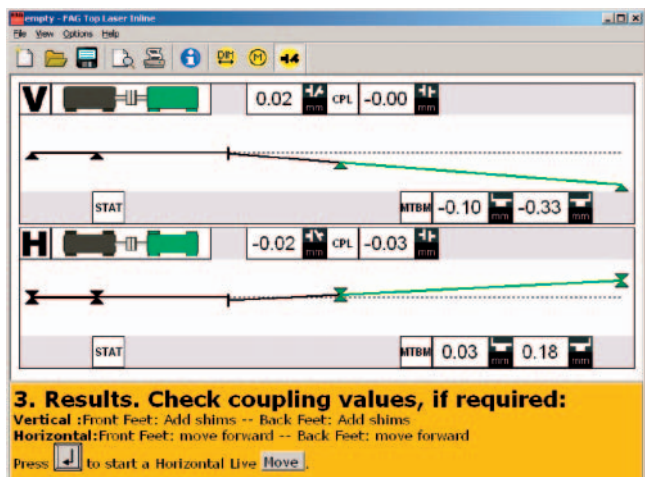 FAG empty - FAG Top Laser Inline
File View Options Help
DIM M
V 0.02 mm CPL -0.00 mm
STAT MTBM -0.10 mm -0.33 mm
H -0.02 mm CPL -0.03 mm
STAT MTBM 0.03 mm 0.18 mm
3. Results. Check coupling values, if required:
Vertical :Front Feet: Add shims -- Back Feet: Add shims
Horizontal:Front Feet: move forward -- Back Feet: move forward
Press to start a Horizontal Live Move .